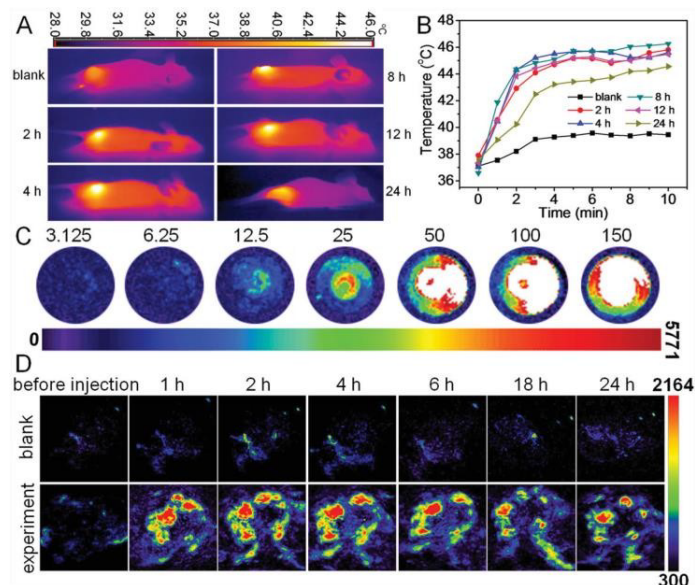 A
28.0 29.8 31.6 33.4 35.2 37.0 38.8 40.6 42.4 44.2 46.0 °C
blank
8 h
2 h
12 h
4 h
24 h
B
Temperature (°C)
46
44
42
40
38
36
blank 8 h
2 h 12 h
4 h 24 h
0 2 4 6 8 10
Time (min)
C
3.125 6.25 12.5 25 50 100 150
0 5771
D
before injection 1 h 2 h 4 h 6 h 18 h 24 h 2164
blank
experiment
300